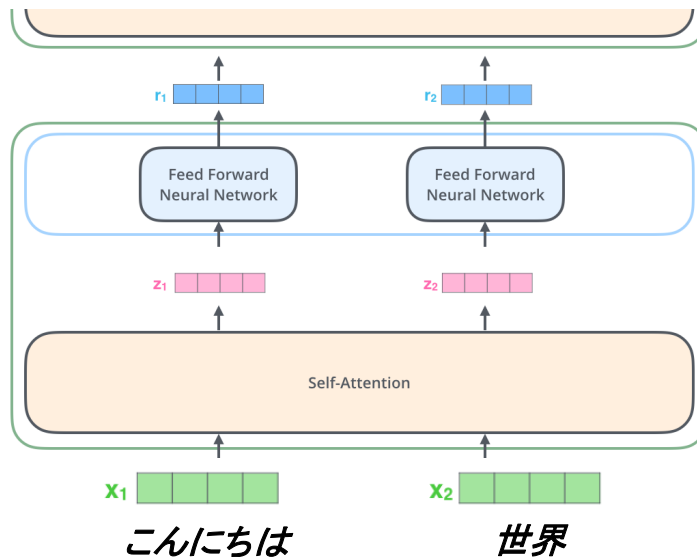 r₁ r₂
Feed Forward Neural Network
Feed Forward Neural Network
z₁ z₂
Self-Attention
x₁ x₂
こんにちは 世界